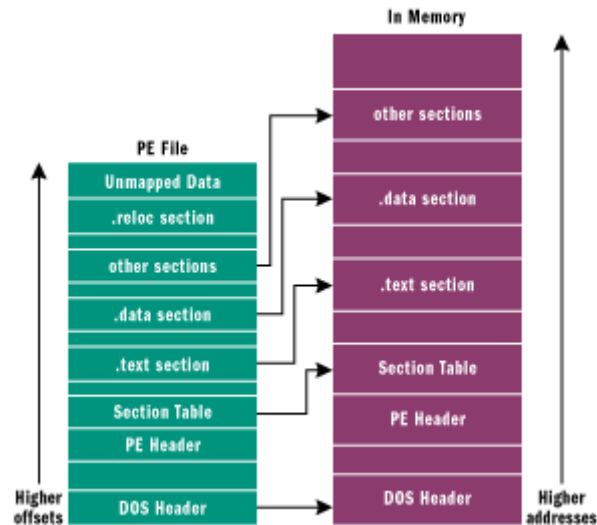 In Memory
other sections
.data section
.text section
Section Table
PE Header
DOS Header
Higher
addresses
PE File
Unmapped Data
.reloc section
other sections
.data section
.text section
Section Table
PE Header
DOS Header
Higher
offsets